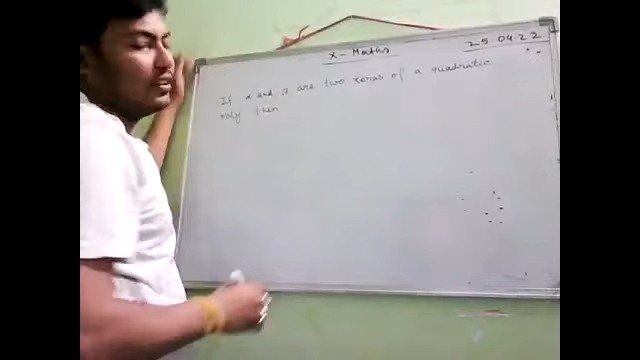 X - Maths
25.04.22
If α and β are two zeros of a quadratic
Poly then